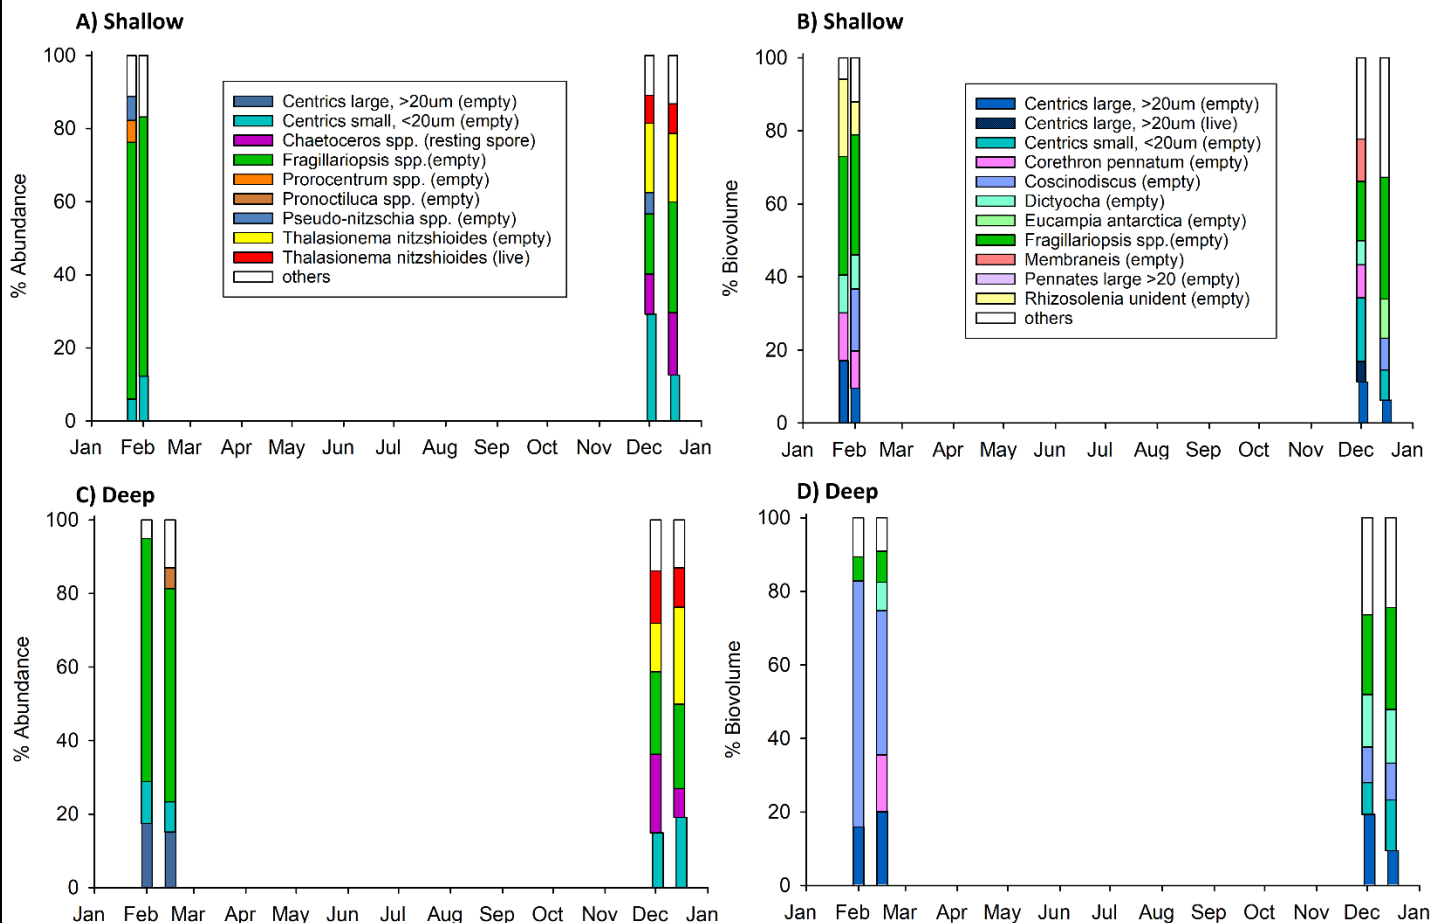 A) Shallow
100
80
60
40
20
0
% Abundance
Centrics large, >20um (empty)
Centrics small, <20um (empty)
Chaetoceros spp. (resting spore)
Fragillariopsis spp.(empty)
Prorocentrum spp. (empty)
Pronoctiluca spp. (empty)
Pseudo-nitzschia spp. (empty)
Thalasionema nitzshioides (empty)
Thalasionema nitzshioides (live)
others
Jan Feb Mar Apr May Jun Jul Aug Sep Oct Nov Dec Jan
B) Shallow
100
80
60
40
20
0
% Biovolume
Centrics large, >20um (empty)
Centrics large, >20um (live)
Centrics small, <20um (empty)
Corethron pennatum (empty)
Coscinodiscus (empty)
Dictyocha (empty)
Eucampia antarctica (empty)
Fragillariopsis spp.(empty)
Membraneis (empty)
Pennates large >20 (empty)
Rhizosolenia unident (empty)
others
Jan Feb Mar Apr May Jun Jul Aug Sep Oct Nov Dec Jan
C) Deep
100
80
60
40
20
0
% Abundance
Jan Feb Mar Apr May Jun Jul Aug Sep Oct Nov Dec Jan
D) Deep
100
80
60
40
20
0
% Biovolume
Jan Feb Mar Apr May Jun Jul Aug Sep Oct Nov Dec Jan